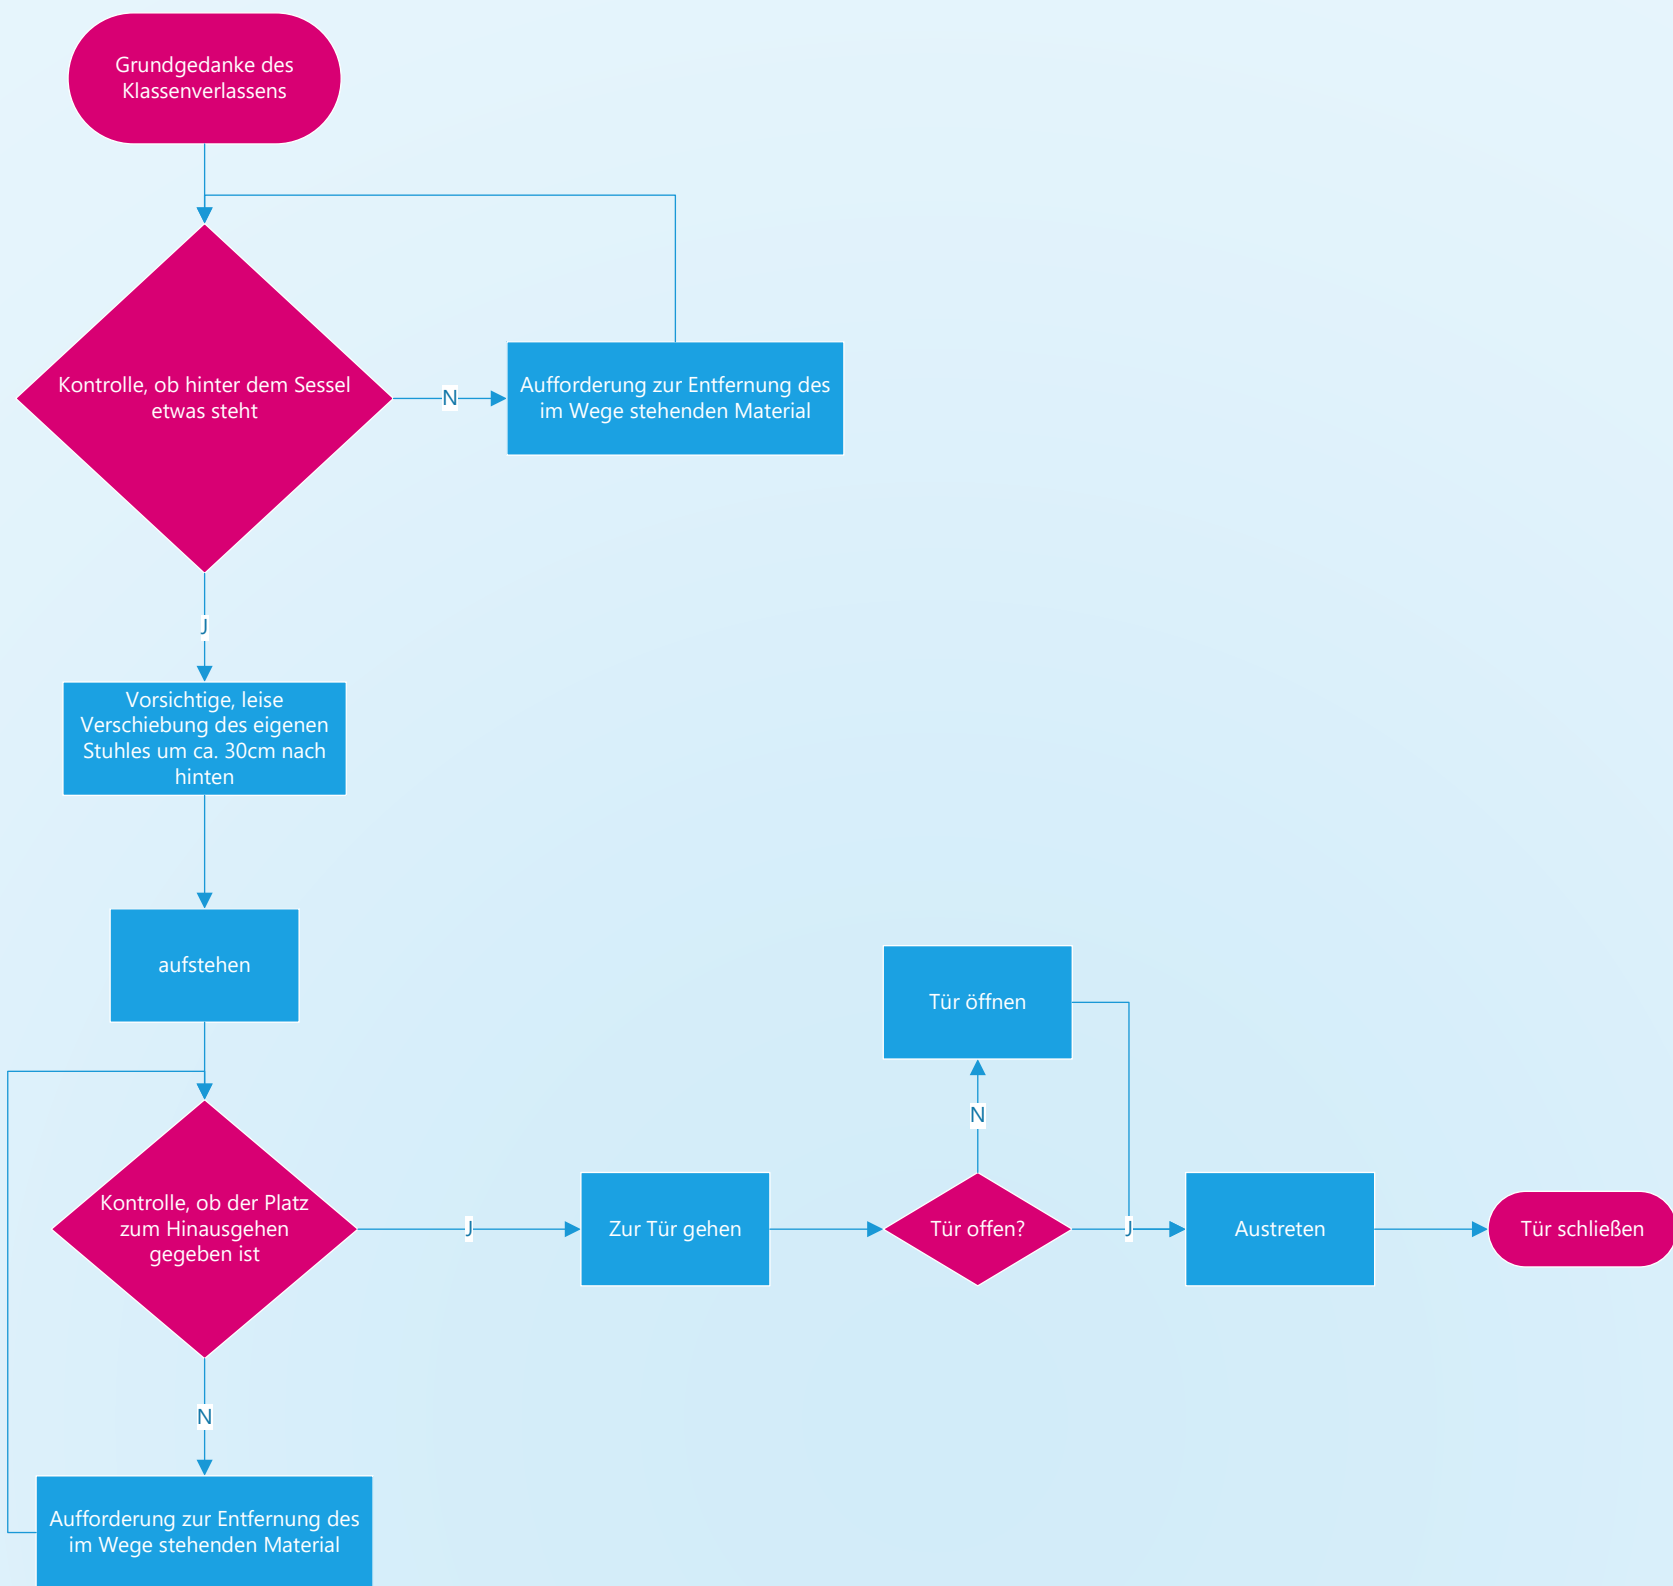 Grundgedanke des
Klassenverlassens
Kontrolle, ob hinter dem Sessel
etwas steht
N
Aufforderung zur Entfernung des
im Wege stehenden Material
J
Vorsichtige, leise
Verschiebung des eigenen
Stuhles um ca. 30cm nach
hinten
aufstehen
Tür öffnen
N
Kontrolle, ob der Platz
zum Hinausgehen
gegeben ist
J
Zur Tür gehen
Tür offen?
J
Austreten
Tür schließen
N
Aufforderung zur Entfernung des
im Wege stehenden Material